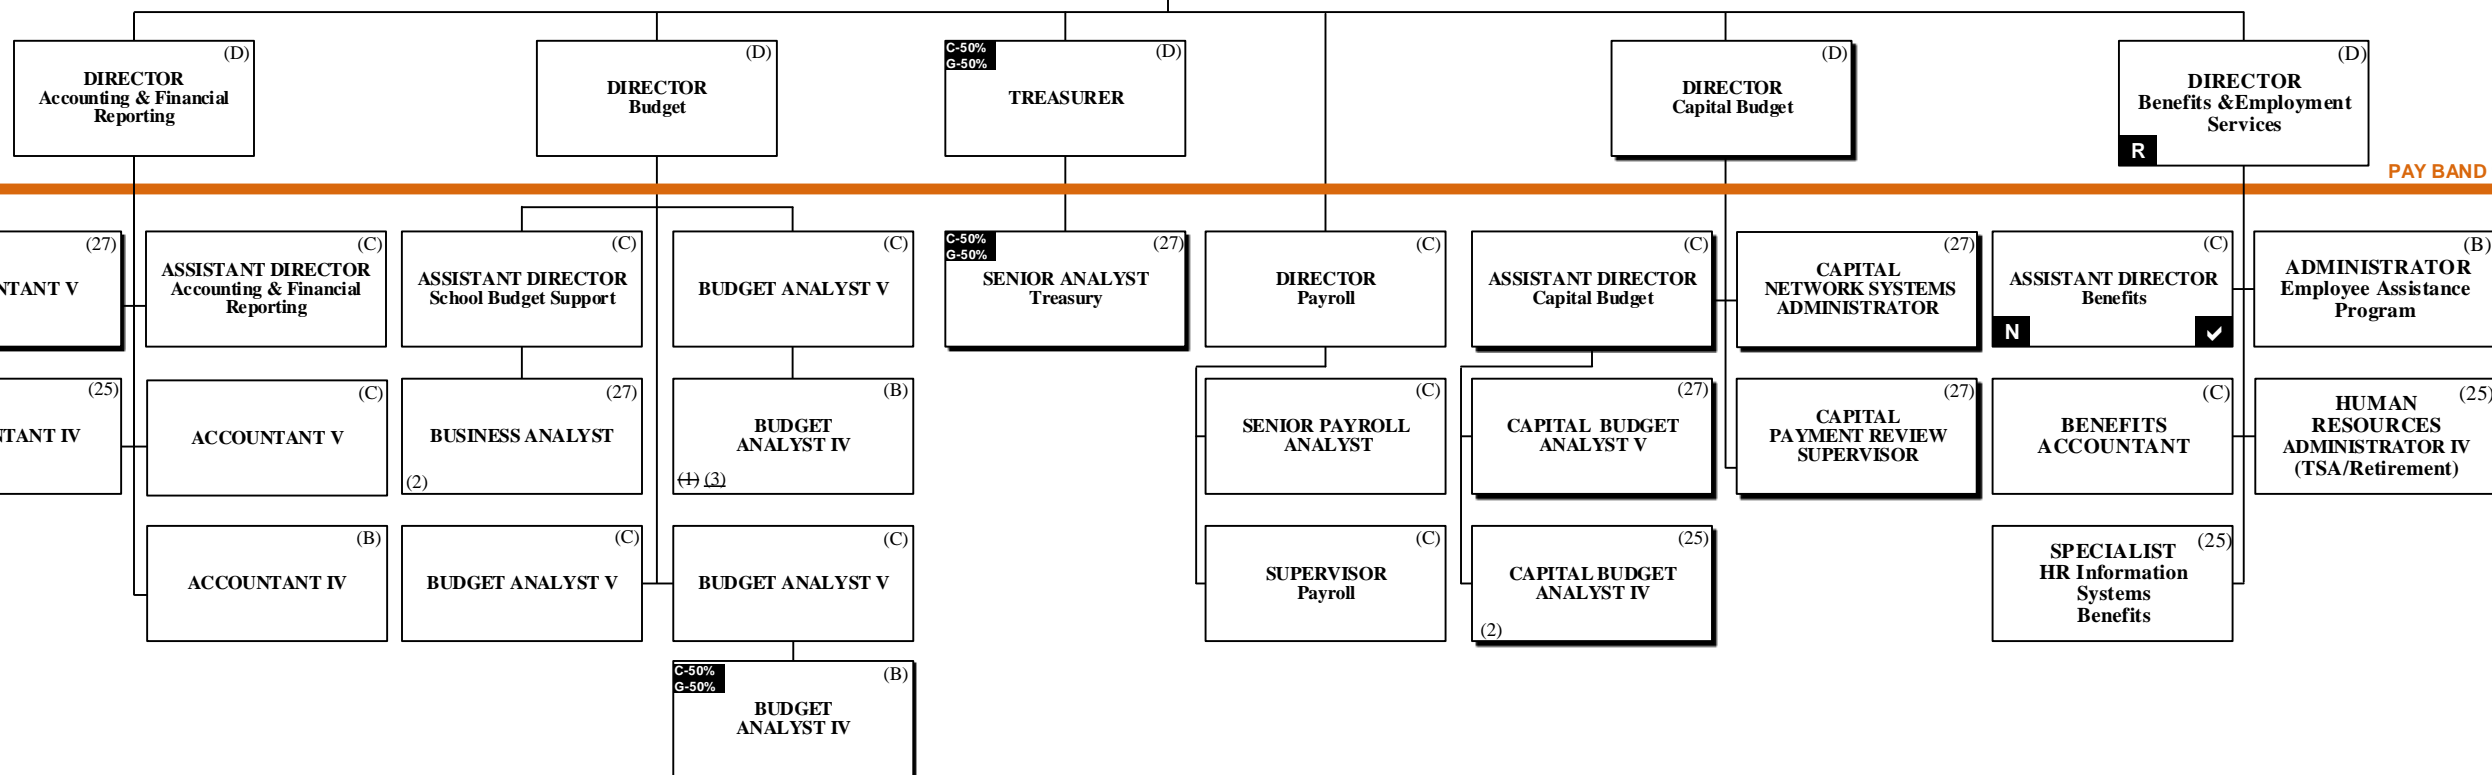 (D)
DIRECTOR
Accounting & Financial
Reporting
(D)
DIRECTOR
Budget
C-50%
G-50%
(D)
TREASURER
(D)
DIRECTOR
Capital Budget
(D)
DIRECTOR
Benefits &Employment
Services
R
PAY BAND
(27)
NTANT V
(C)
ASSISTANT DIRECTOR
Accounting & Financial
Reporting
(C)
ASSISTANT DIRECTOR
School Budget Support
(C)
BUDGET ANALYST V
C-50%
G-50%
(27)
SENIOR ANALYST
Treasury
(C)
DIRECTOR
Payroll
(C)
ASSISTANT DIRECTOR
Capital Budget
(27)
CAPITAL
NETWORK SYSTEMS
ADMINISTRATOR
(C)
ASSISTANT DIRECTOR
Benefits
N
(B)
ADMINISTRATOR
Employee Assistance
Program
(25)
TANT IV
(C)
ACCOUNTANT V
(27)
BUSINESS ANALYST
(2)
(B)
BUDGET
ANALYST IV
(1) (3)
(C)
SENIOR PAYROLL
ANALYST
(27)
CAPITAL BUDGET
ANALYST V
(27)
CAPITAL
PAYMENT REVIEW
SUPERVISOR
(C)
BENEFITS
ACCOUNTANT
(25)
HUMAN
RESOURCES
ADMINISTRATOR IV
(TSA/Retirement)
(B)
ACCOUNTANT IV
(C)
BUDGET ANALYST V
(C)
BUDGET ANALYST V
(C)
SUPERVISOR
Payroll
(25)
CAPITAL BUDGET
ANALYST IV
(2)
(25)
SPECIALIST
HR Information
Systems
Benefits
C-50%
G-50%
(B)
BUDGET
ANALYST IV